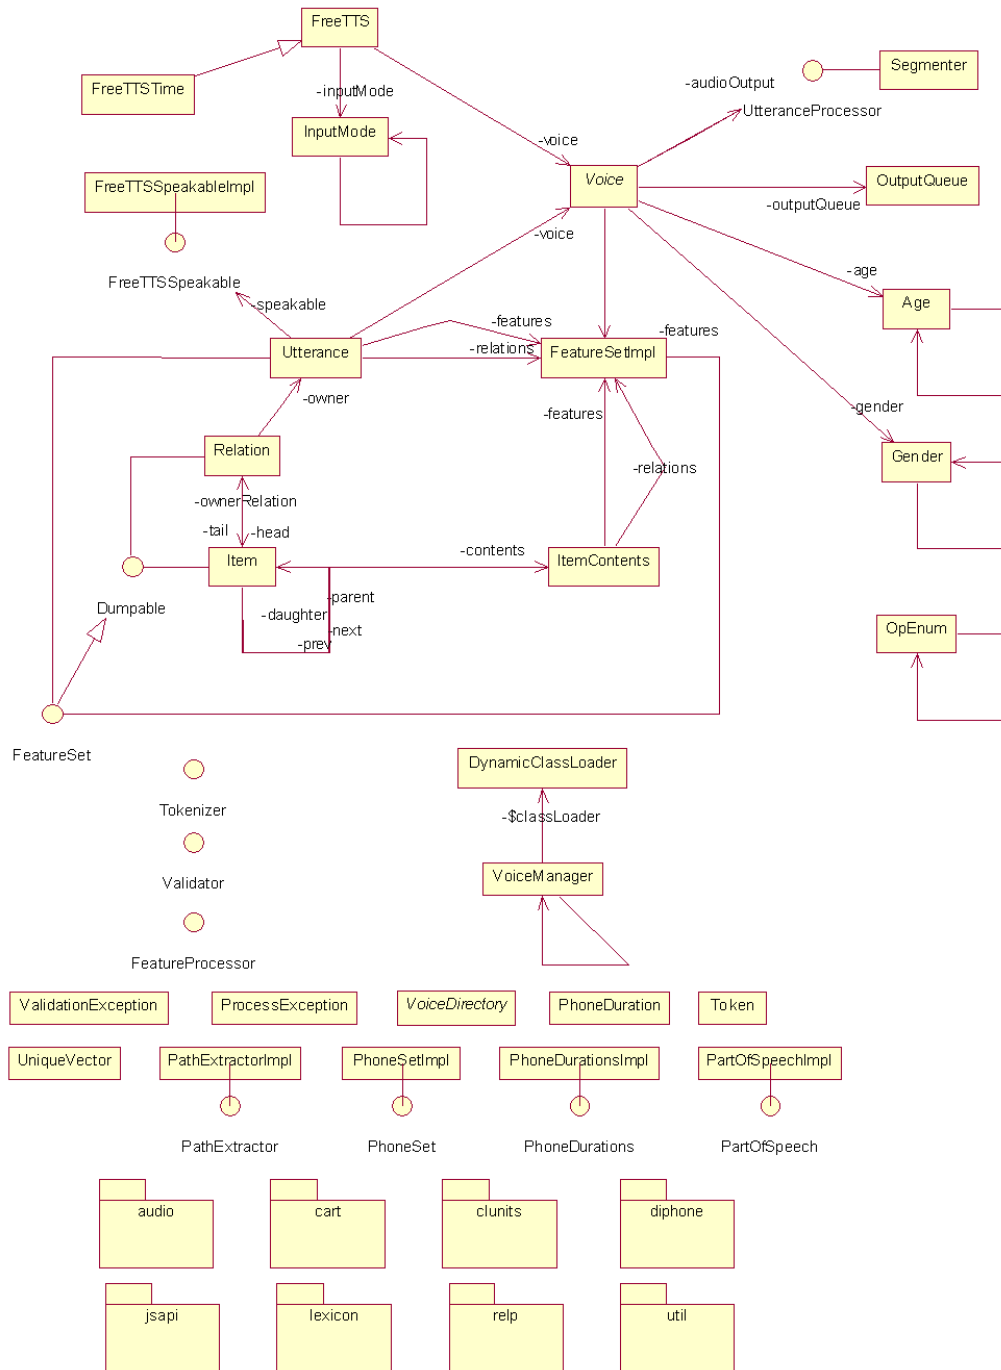 FreeTTS
Segmenter
-audioOutput
FreeTTSTime
-inputMode
UtteranceProcessor
InputMode
-voice
FreeTTSSpeakableImpl
Voice
OutputQueue
-outputQueue
-voice
-age
FreeTTSSpeakable
-speakable
Age
-features
-features
Utterance
-relations
FeatureSetImpl
-owner
-gender
-features
Relation
Gender
-relations
-ownerRelation
-tail
-head
-contents
Item
ItemContents
-parent
Dumpable
-daughter
-next
OpEnum
-prev
FeatureSet
DynamicClassLoader
Tokenizer
-$classLoader
Validator
VoiceManager
FeatureProcessor
ValidationException
ProcessException
VoiceDirectory
PhoneDuration
Token
UniqueVector
PathExtractorImpl
PhoneSetImpl
PhoneDurationsImpl
PartOfSpeechImpl
PathExtractor
PhoneSet
PhoneDurations
PartOfSpeech
audio
cart
clunits
diphone
jsapi
lexicon
relp
util